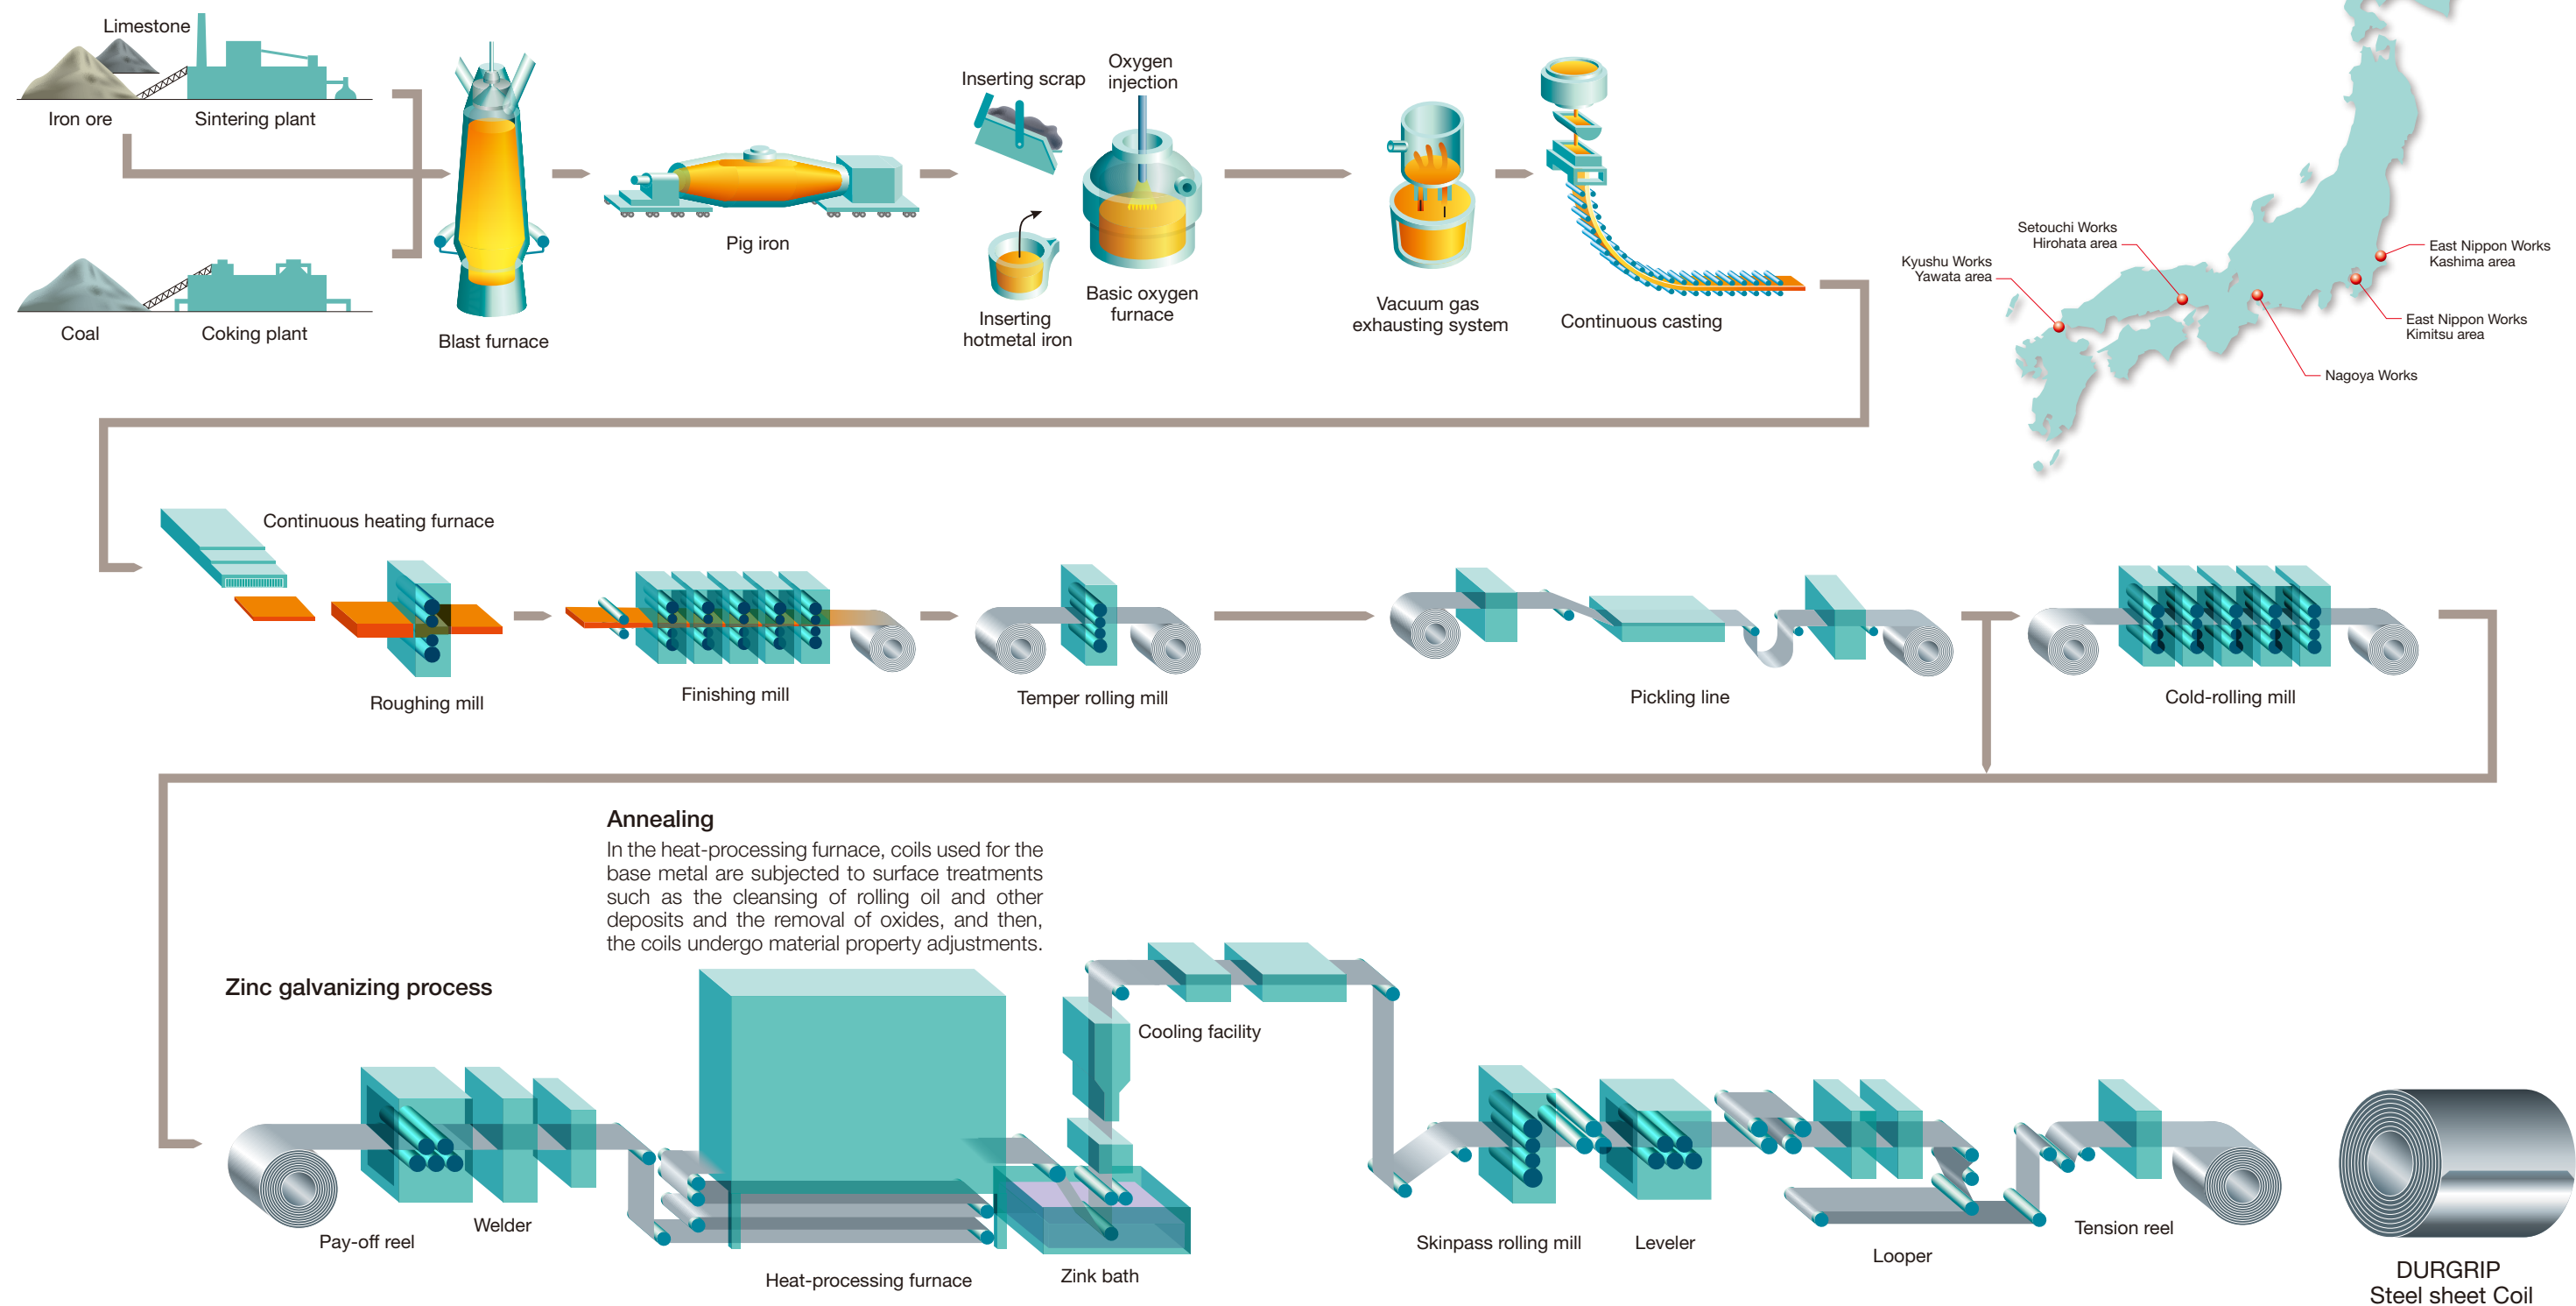 Limestone
Iron ore
Sintering plant
Coal
Coking plant
Blast furnace
Pig iron
Inserting scrap
Oxygen
injection
Inserting
hotmetal iron
Basic oxygen
furnace
Vacuum gas
exhausting system
Continuous casting
Setouchi Works
Hirohata area
Kyushu Works
Yawata area
East Nippon Works
Kashima area
East Nippon Works
Kimitsu area
Nagoya Works
Continuous heating furnace
Roughing mill
Finishing mill
Temper rolling mill
Pickling line
Cold-rolling mill
Annealing
In the heat-processing furnace, coils used for the
base metal are subjected to surface treatments
such as the cleansing of rolling oil and other
deposits and the removal of oxides, and then,
the coils undergo material property adjustments.
Zinc galvanizing process
Pay-off reel
Welder
Heat-processing furnace
Zink bath
Cooling facility
Skinpass rolling mill
Leveler
Looper
Tension reel
DURGRIP
Steel sheet Coil